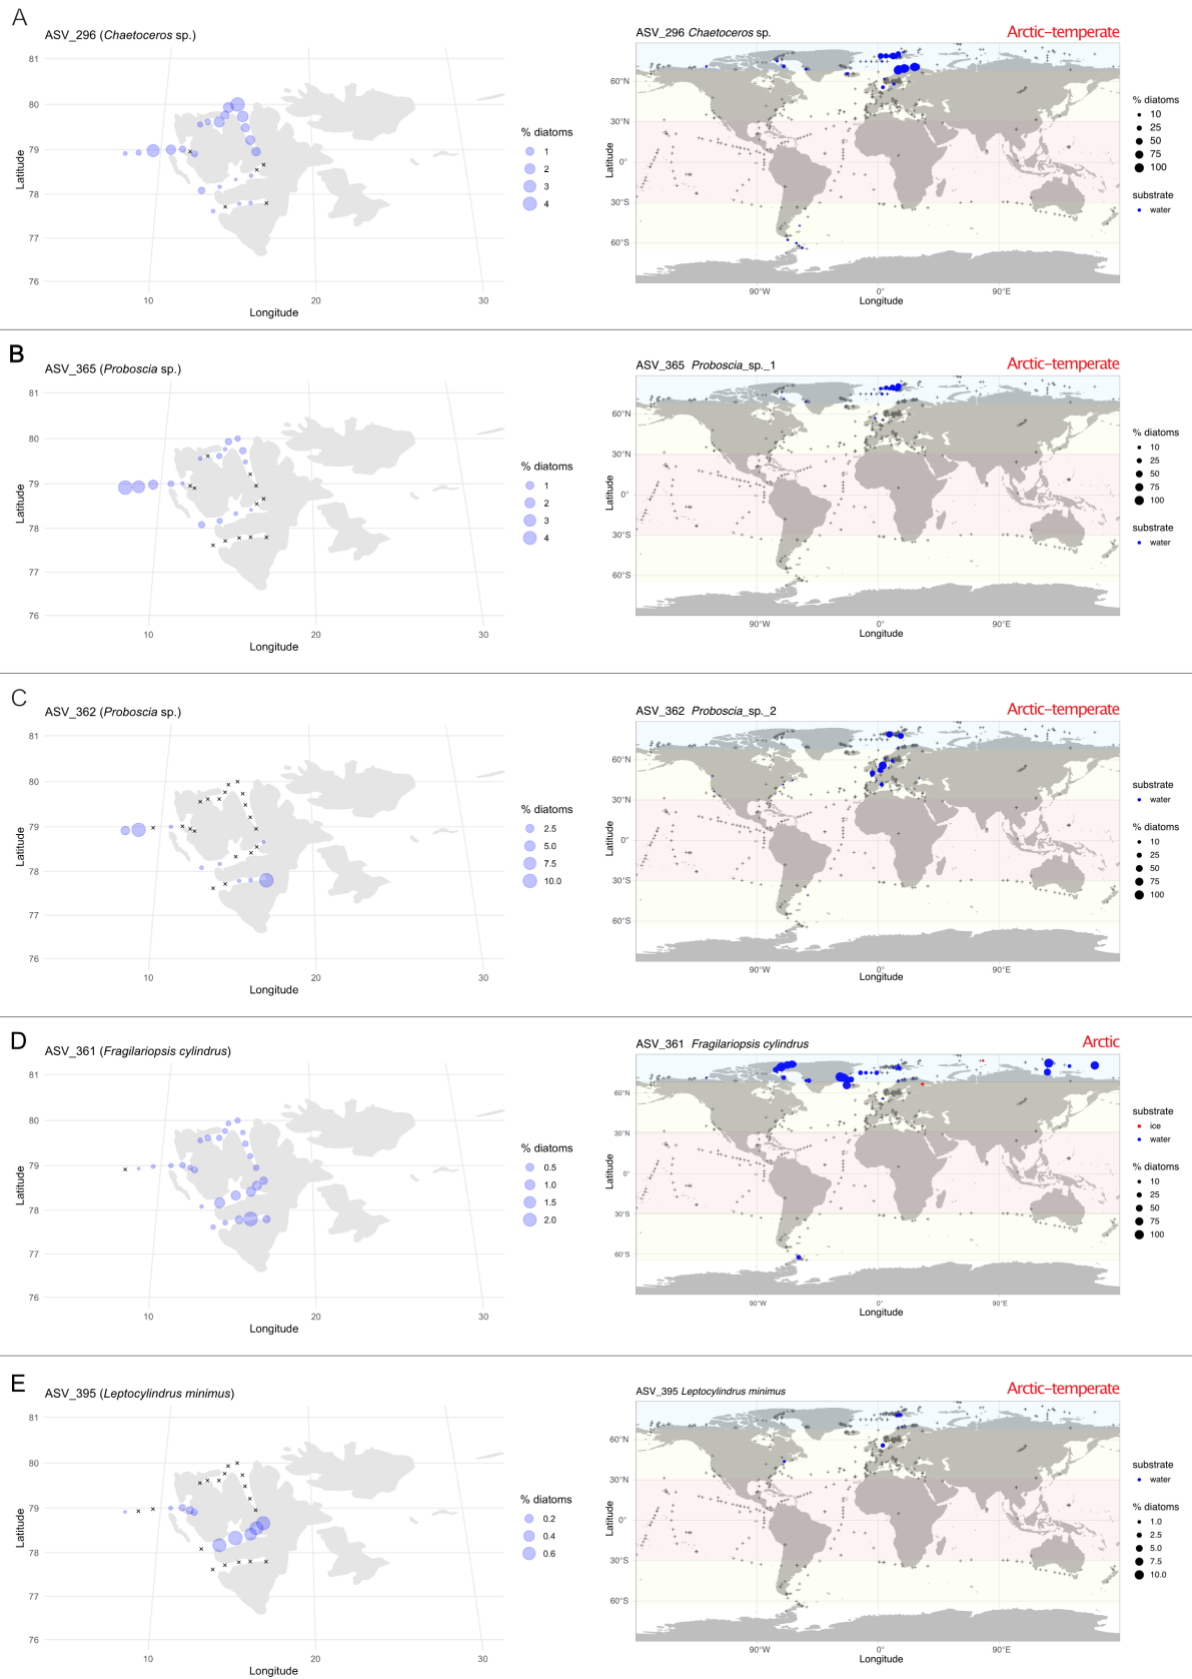 A
ASV_296 (Chaetoceros sp.)
81
80
79
78
77
76
Latitude
10
20
30
Longitude
% diatoms
1
2
3
4
ASV_296 Chaetoceros sp.
Arctic-temperate
60°N
30°N
0°
30°S
60°S
Latitude
90°W
0°
90°E
Longitude
% diatoms
10
25
50
75
100
substrate
water
B
ASV_365 (Proboscia sp.)
81
80
79
78
77
76
Latitude
10
20
30
Longitude
% diatoms
1
2
3
4
ASV_365 Proboscia_sp._1
Arctic-temperate
60°N
30°N
0°
30°S
60°S
Latitude
90°W
0°
90°E
Longitude
% diatoms
10
25
50
75
100
substrate
water
C
ASV_362 (Proboscia sp.)
81
80
79
78
77
76
Latitude
10
20
30
Longitude
% diatoms
2.5
5.0
7.5
10.0
ASV_362 Proboscia_sp._2
Arctic-temperate
60°N
30°N
0°
30°S
60°S
Latitude
90°W
0°
90°E
Longitude
substrate
water
% diatoms
10
25
50
75
100
D
ASV_361 (Fragilariopsis cylindrus)
81
80
79
78
77
76
Latitude
10
20
30
Longitude
% diatoms
0.5
1.0
1.5
2.0
ASV_361 Fragilariopsis cylindrus
Arctic
60°N
30°N
0°
30°S
60°S
Latitude
90°W
0°
90°E
Longitude
substrate
ice
water
% diatoms
10
25
50
75
100
E
ASV_395 (Leptocylindrus minimus)
81
80
79
78
77
76
Latitude
10
20
30
Longitude
% diatoms
0.2
0.4
0.6
ASV_395 Leptocylindrus minimus
Arctic-temperate
60°N
30°N
0°
30°S
60°S
Latitude
90°W
0°
90°E
Longitude
substrate
water
% diatoms
1.0
2.5
5.0
7.5
10.0